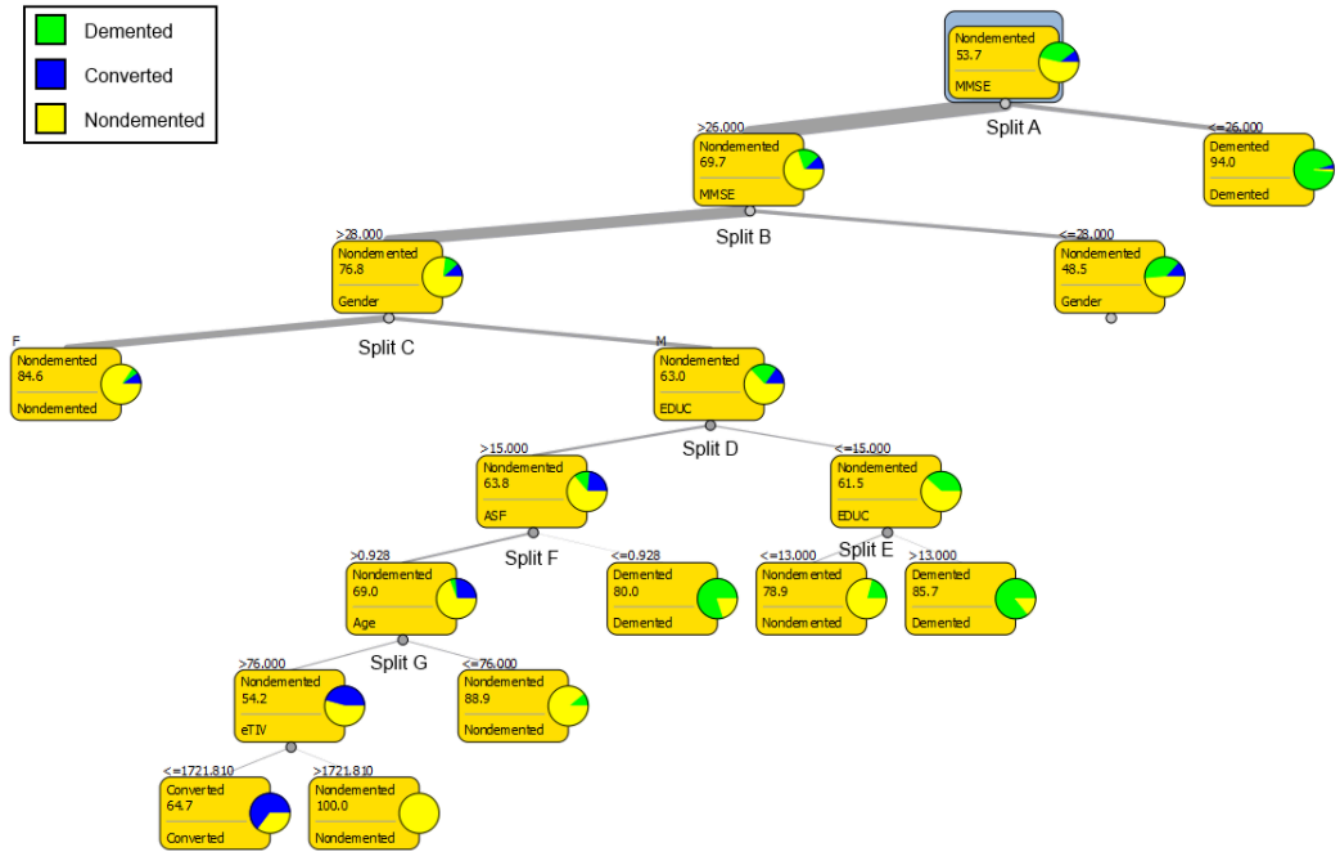 Demented
Converted
Nondemented
Nondemented
53.7
MMSE
Split A
>26.000
Nondemented
69.7
MMSE
<=26.000
Demented
94.0
Demented
Split B
>28.000
Nondemented
76.8
Gender
<=28.000
Nondemented
48.5
Gender
Split C
F
Nondemented
84.6
Nondemented
M
Nondemented
63.0
EDUC
Split D
>15.000
Nondemented
63.8
ASF
<=15.000
Nondemented
61.5
EDUC
Split F
Split E
>0.928
Nondemented
69.0
Age
<=0.928
Demented
80.0
Demented
<=13.000
Nondemented
78.9
Nondemented
>13.000
Demented
85.7
Demented
Split G
>76.000
Nondemented
54.2
eTIV
<=76.000
Nondemented
88.9
Nondemented
<=1721.810
Converted
64.7
Converted
>1721.810
Nondemented
100.0
Nondemented